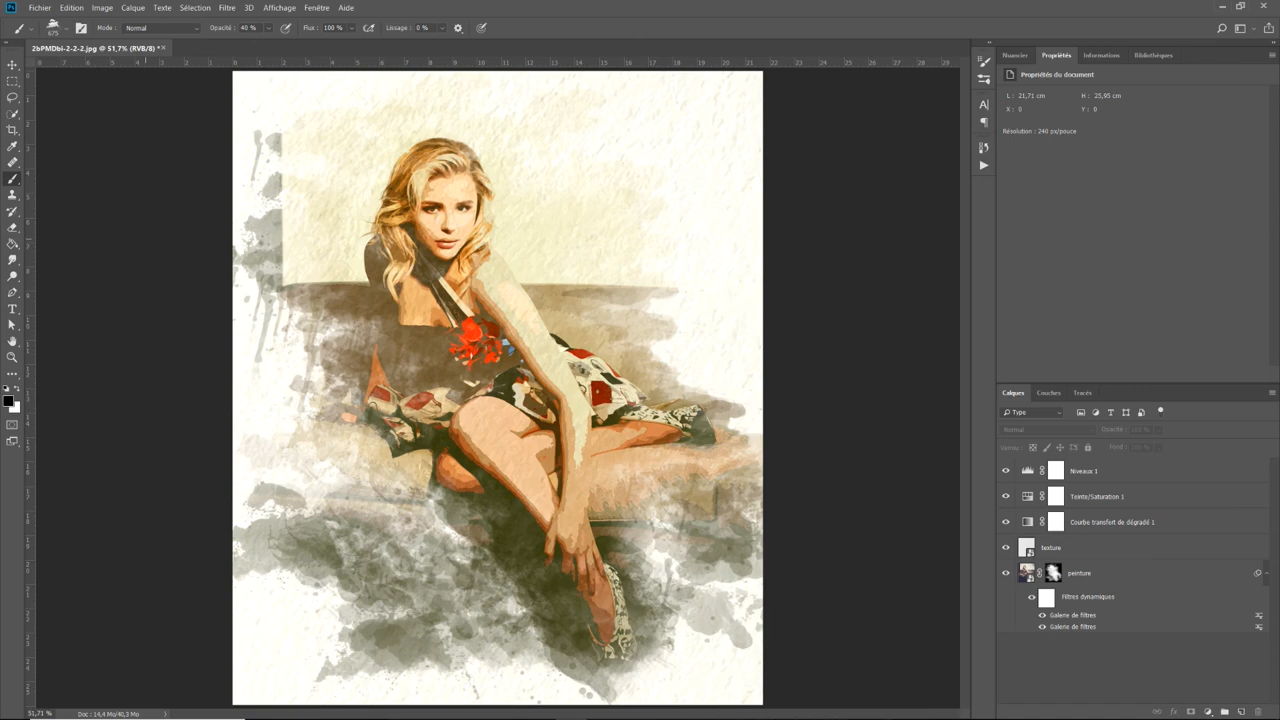 Ps Fichier Edition Image Calque Texte Sélection Filtre 3D Affichage Fenêtre Aide
675 Mode : Normal Opacité : 40 % Flux : 100 % Lissage : 0 %
2bPMDbi-2-2-2.jpg @ 51,7% (RVB/8) * ×
Nuancier Propriétés Informations Bibliothèques
Propriétés du document
L : 21,71 cm H : 25,95 cm
X : 0 Y : 0
Résolution : 240 px/pouce
Calques Couches Tracés
Type
Normal Opacité : 100 %
Verrou : Fond : 100 %
Niveaux 1
Teinte/Saturation 1
Courbe transfert de dégradé 1
texture
peinture
Filtres dynamiques
Galerie de filtres
Galerie de filtres
51,71 % Doc : 14,4 Mo/40,3 Mo